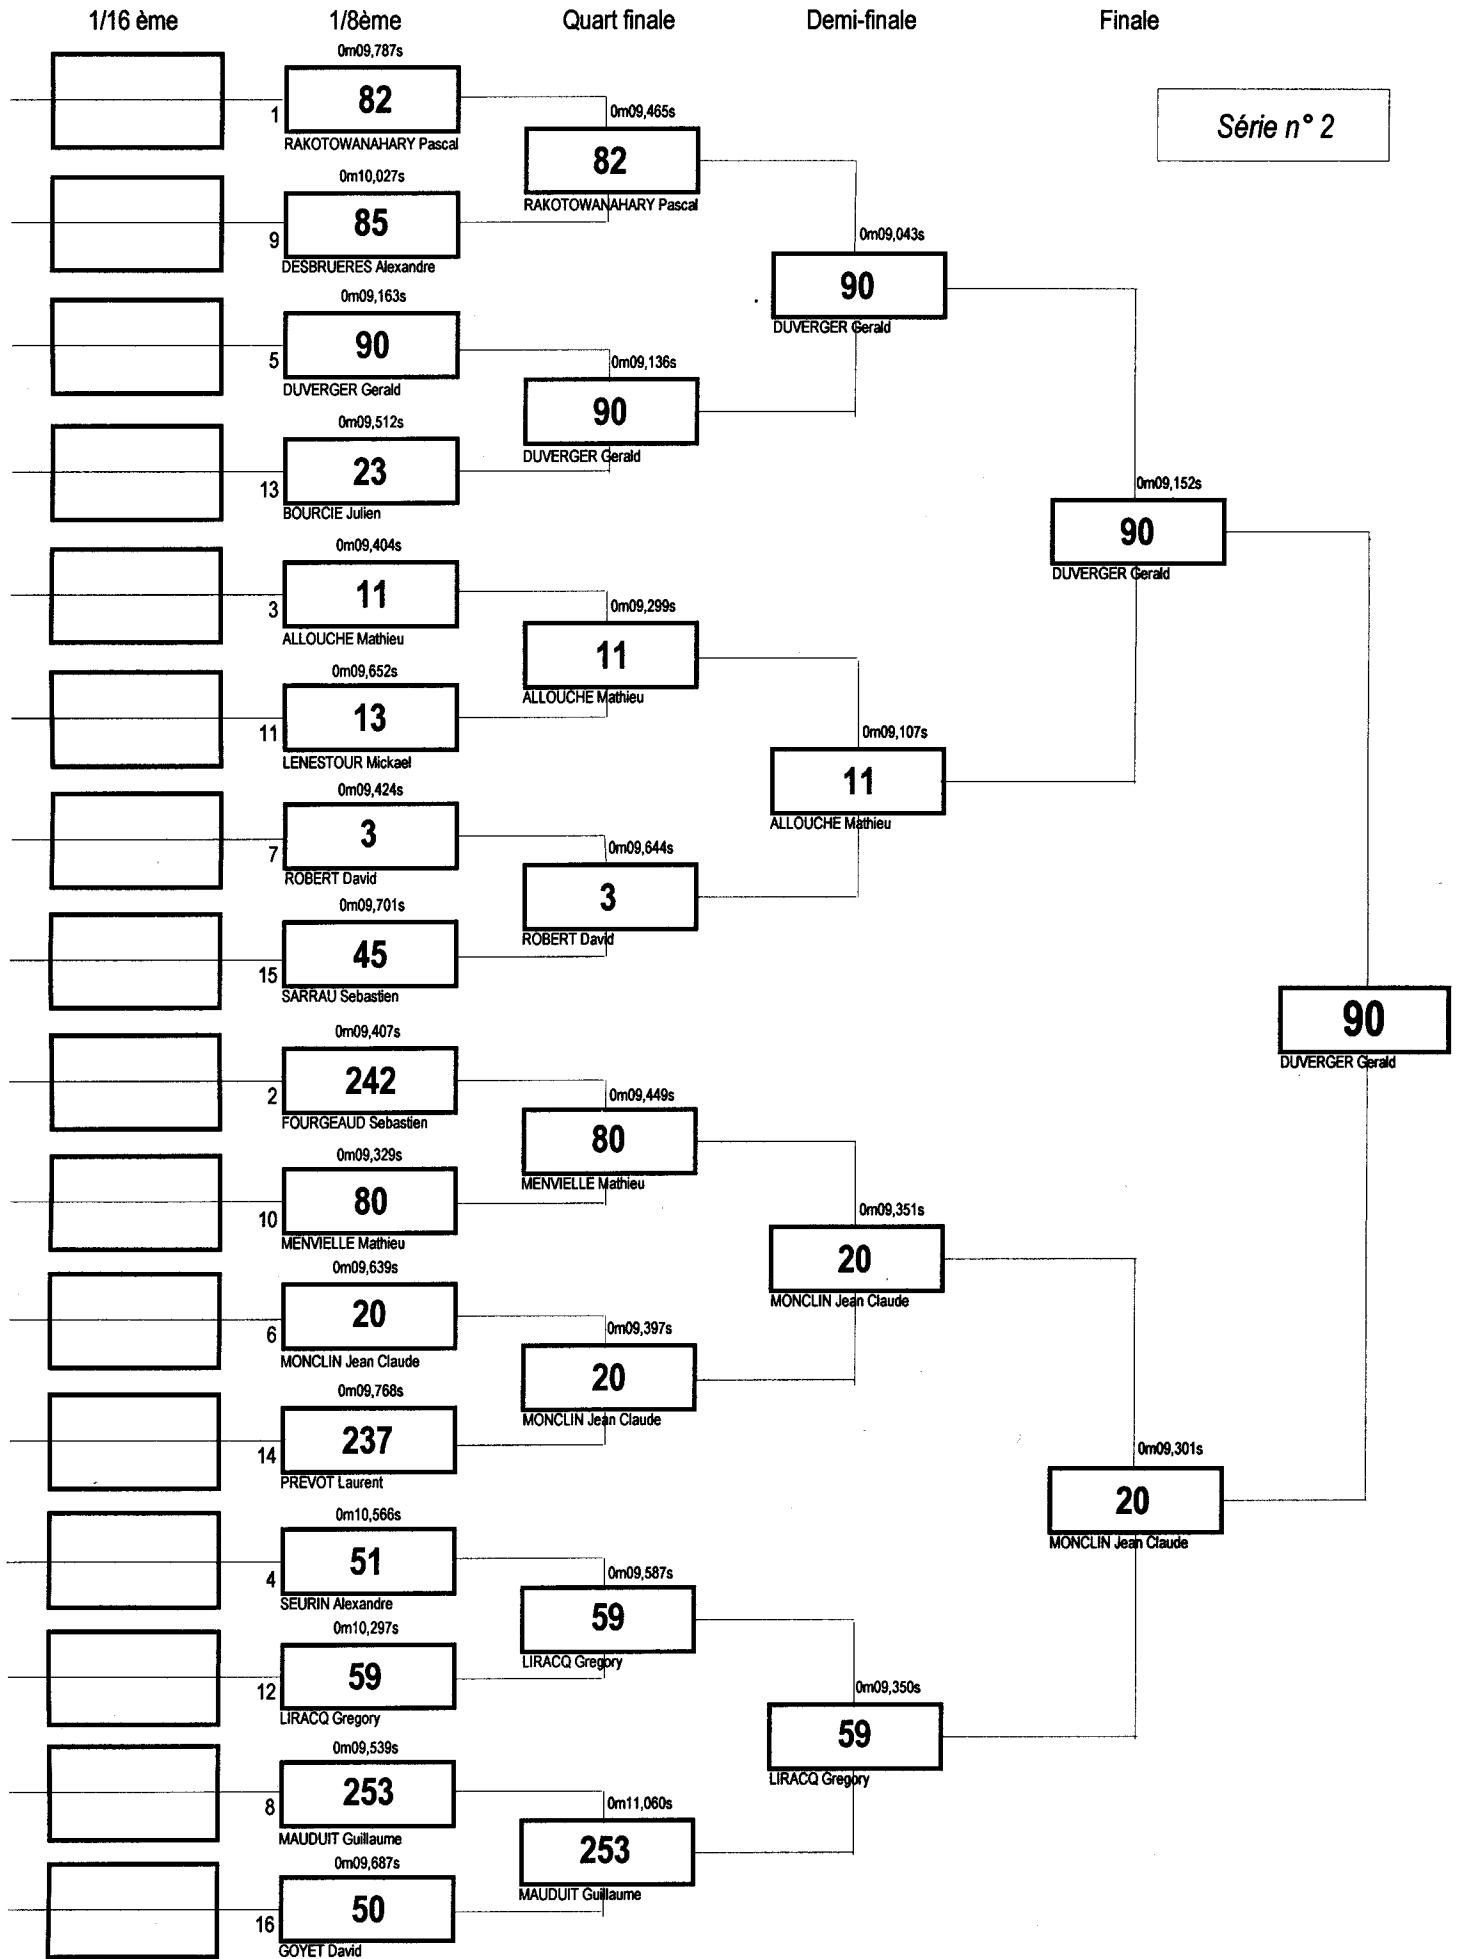 1/16 ème 1/8ème Quart finale Demi-finale Finale
Série n° 2
0m09,787s
1 82
RAKOTOWANAHARY Pascal
0m09,465s
82
RAKOTOWANAHARY Pascal
0m10,027s
9 85
DESBRUERES Alexandre
0m09,043s
90
DUVERGER Gerald
0m09,163s
5 90
DUVERGER Gerald
0m09,136s
90
DUVERGER Gerald
0m09,512s
13 23
BOURCIE Julien
0m09,152s
90
DUVERGER Gerald
0m09,404s
3 11
ALLOUCHE Mathieu
0m09,299s
11
ALLOUCHE Mathieu
0m09,652s
11 13
LENESTOUR Mickael
0m09,107s
11
ALLOUCHE Mathieu
0m09,424s
7 3
ROBERT David
0m09,644s
3
ROBERT David
0m09,701s
15 45
SARRAU Sebastien
90
DUVERGER Gerald
0m09,407s
2 242
FOURGEAUD Sebastien
0m09,449s
80
MENVIELLE Mathieu
0m09,329s
10 80
MENVIELLE Mathieu
0m09,351s
20
MONCLIN Jean Claude
0m09,639s
6 20
MONCLIN Jean Claude
0m09,397s
20
MONCLIN Jean Claude
0m09,768s
14 237
PREVOT Laurent
0m09,301s
20
MONCLIN Jean Claude
0m10,566s
4 51
SEURIN Alexandre
0m09,587s
59
LIRACQ Gregory
0m10,297s
12 59
LIRACQ Gregory
0m09,350s
59
LIRACQ Gregory
0m09,539s
8 253
MAUDUIT Guillaume
0m11,060s
253
MAUDUIT Guillaume
0m09,687s
16 50
GOYET David